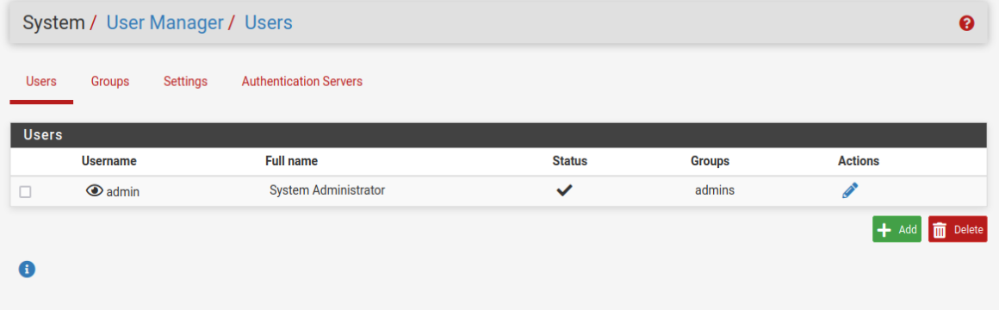 System / User Manager / Users
Users Groups Settings Authentication Servers
Users
Username Full name Status Groups Actions
admin System Administrator admins
Add Delete